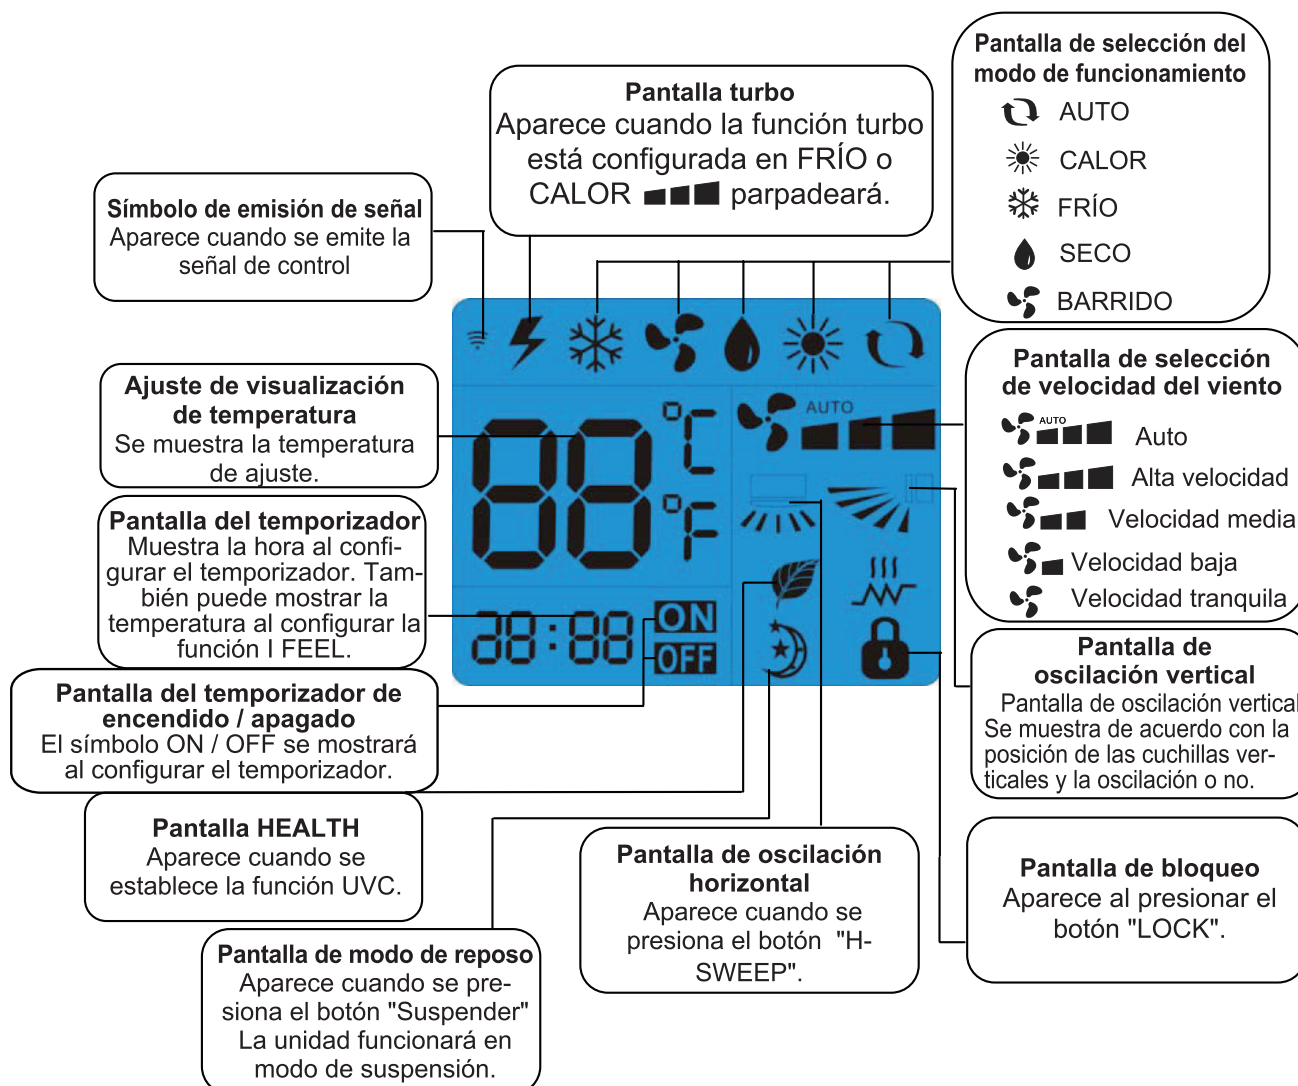 Pantalla de selección del
modo de funcionamiento
AUTO
CALOR
FRÍO
SECO
BARRIDO
Pantalla turbo
Aparece cuando la función turbo
está configurada en FRÍO o
CALOR parpadeará.
Símbolo de emisión de señal
Aparece cuando se emite la
señal de control
Ajuste de visualización
de temperatura
Se muestra la temperatura
de ajuste.
Pantalla del temporizador
Muestra la hora al confi-
gurar el temporizador. Tam-
bién puede mostrar la
temperatura al configurar la
función I FEEL.
Pantalla del temporizador de
encendido / apagado
El símbolo ON / OFF se mostrará
al configurar el temporizador.
Pantalla HEALTH
Aparece cuando se
establece la función UVC.
Pantalla de modo de reposo
Aparece cuando se pre-
siona el botón "Suspender"
La unidad funcionará en
modo de suspensión.
88
°C
°F
AUTO
88:88
ON
OFF
Pantalla de selección
de velocidad del viento
AUTO
Auto
Alta velocidad
Velocidad media
Velocidad baja
Velocidad tranquila
Pantalla de
oscilación vertical
Pantalla de oscilación vertical
Se muestra de acuerdo con la
posición de las cuchillas ver-
ticales y la oscilación o no.
Pantalla de oscilación
horizontal
Aparece cuando se
presiona el botón "H-
SWEEP".
Pantalla de bloqueo
Aparece al presionar el
botón "LOCK".